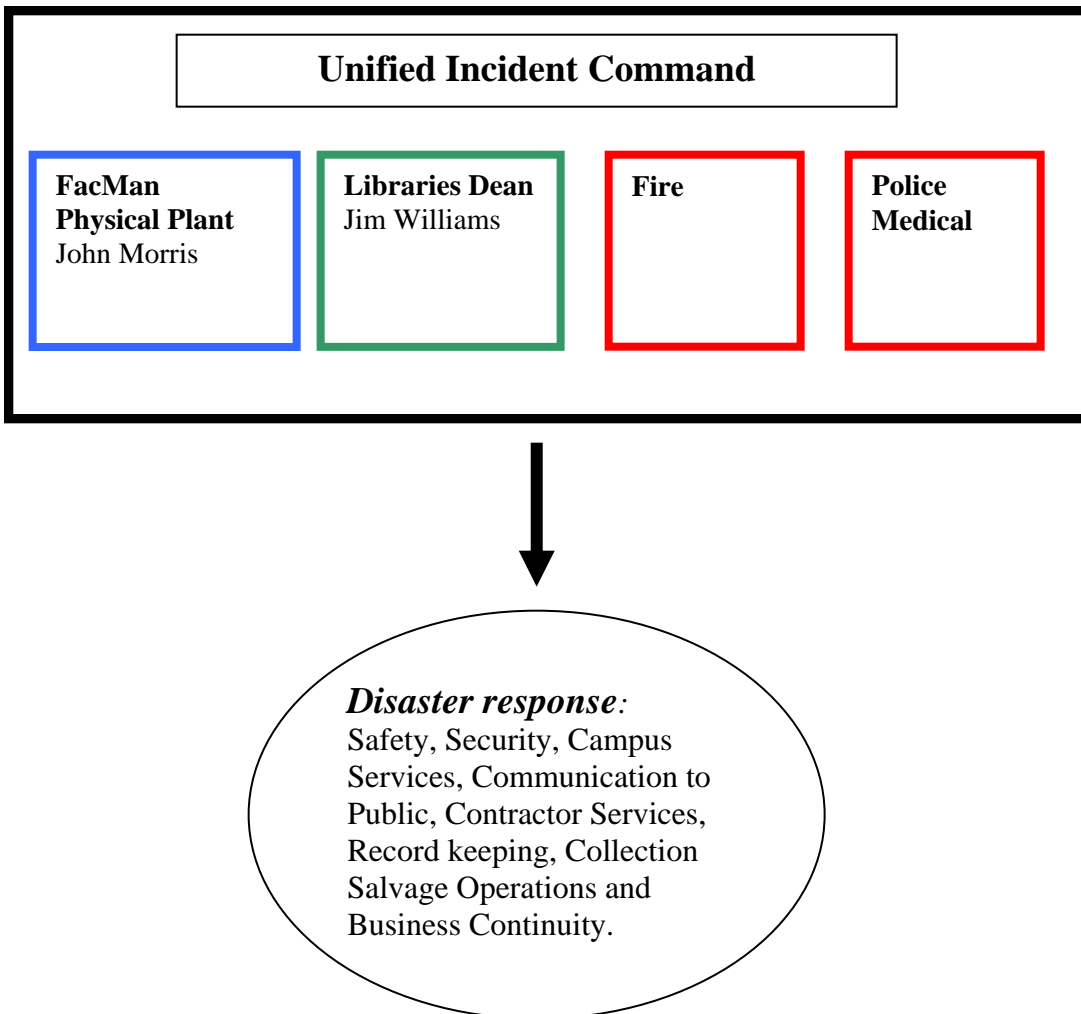 Unified Incident Command
FacMan
Physical Plant
John Morris
Libraries Dean
Jim Williams
Fire
Police
Medical
Disaster response:
Safety, Security, Campus
Services, Communication to
Public, Contractor Services,
Record keeping, Collection
Salvage Operations and
Business Continuity.